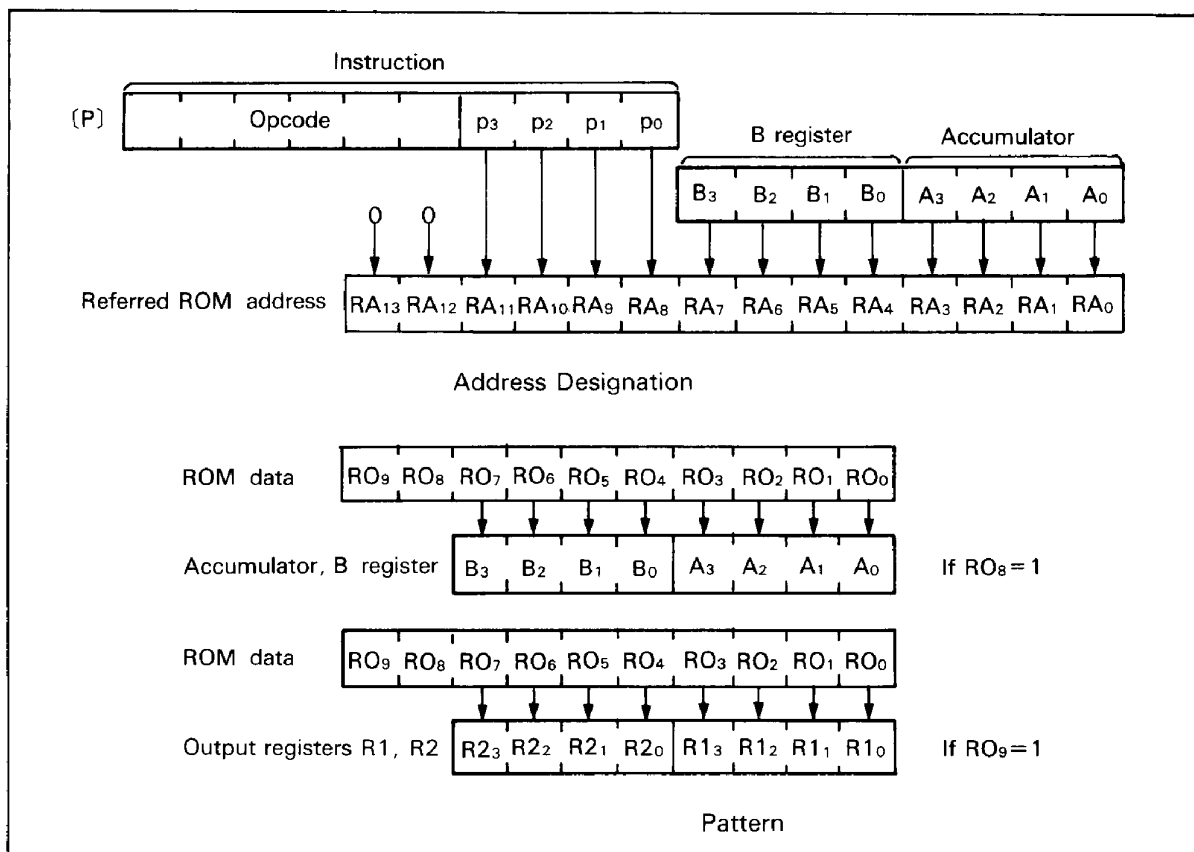 Instruction
[P] Opcode p3 p2 p1 p0
B register Accumulator
B3 B2 B1 B0 A3 A2 A1 A0
0 0
Referred ROM address RA13 RA12 RA11 RA10 RA9 RA8 RA7 RA6 RA5 RA4 RA3 RA2 RA1 RA0
Address Designation
ROM data RO9 RO8 RO7 RO6 RO5 RO4 RO3 RO2 RO1 RO0
Accumulator, B register B3 B2 B1 B0 A3 A2 A1 A0 If RO8=1
ROM data RO9 RO8 RO7 RO6 RO5 RO4 RO3 RO2 RO1 RO0
Output registers R1, R2 R23 R22 R21 R20 R13 R12 R11 R10 If RO9=1
Pattern